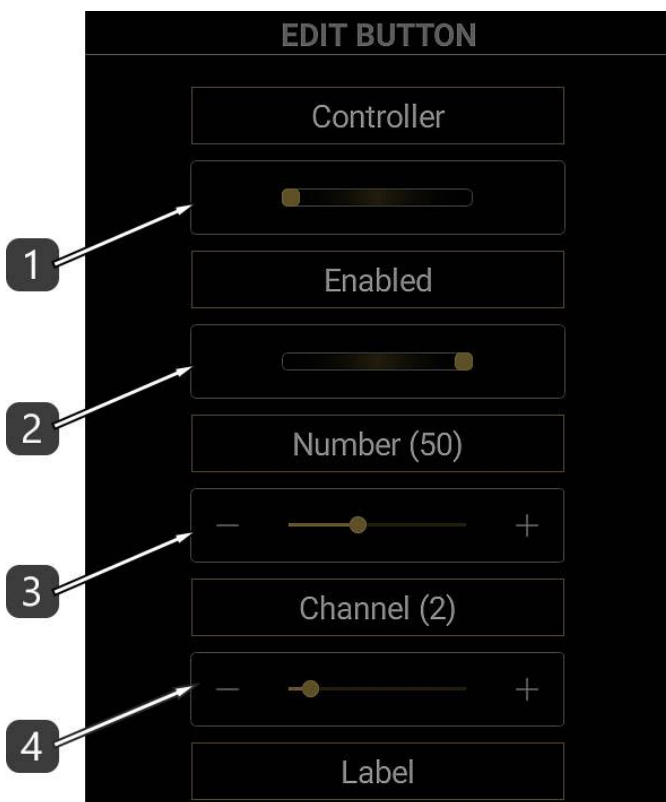 EDIT BUTTON
Controller
1
Enabled
2
Number (50)
3
Channel (2)
4
Label